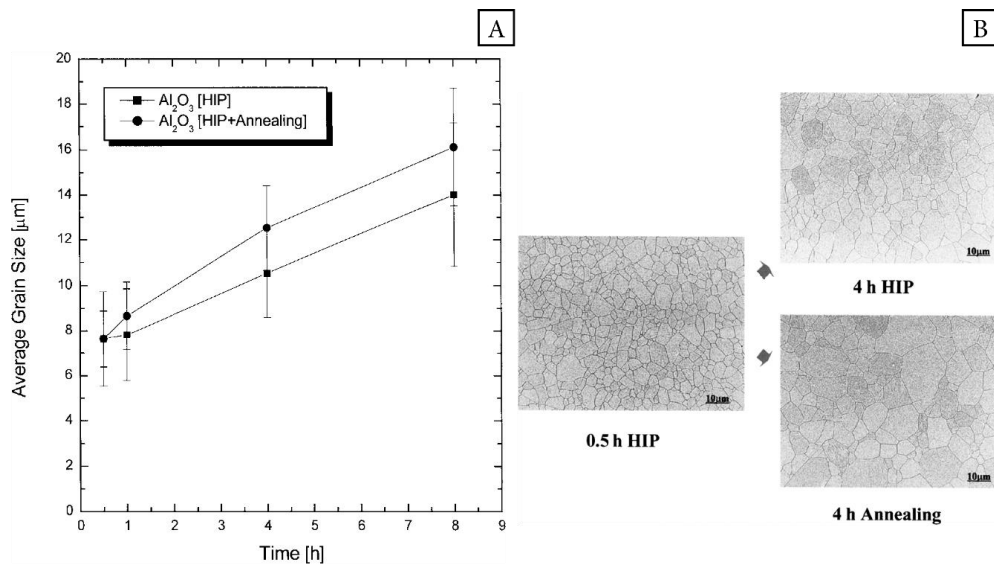 A
20
18
16
14
12
10
8
6
4
2
0
Average Grain Size [μm]
Al₂O₃ [HIP]
Al₂O₃ [HIP+Annealing]
0 1 2 3 4 5 6 7 8 9
Time [h]
B
10μm
4 h HIP
10μm
0.5 h HIP
10μm
4 h Annealing